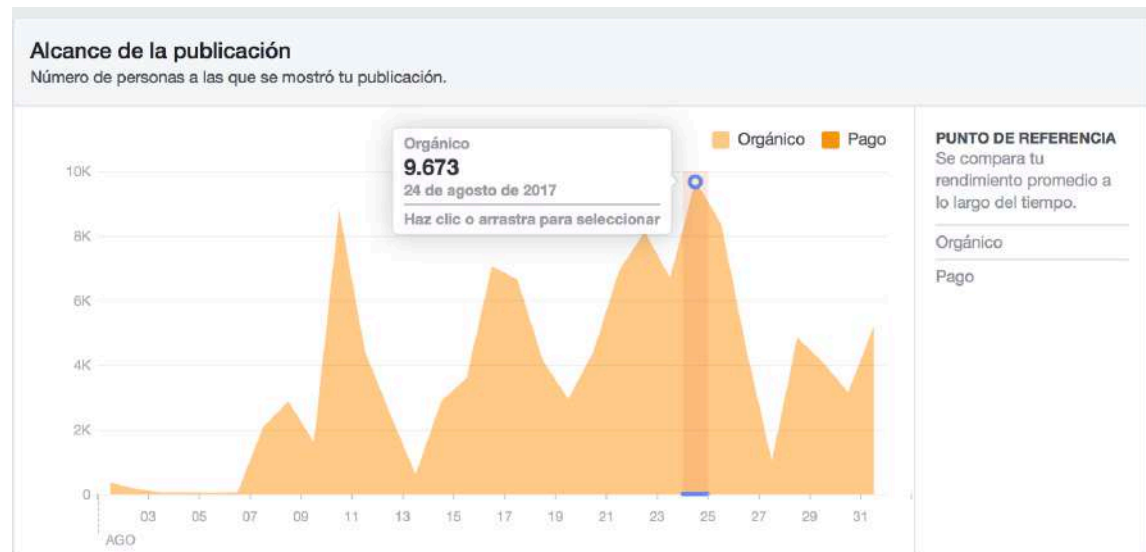 Alcance de la publicación
Número de personas a las que se mostró tu publicación.
Orgánico
9.673
24 de agosto de 2017
Haz clic o arrastra para seleccionar
Orgánico Pago
10K
8K
6K
4K
2K
0
03 05 07 09 11 13 15 17 19 21 23 25 27 29 31
AGO
PUNTO DE REFERENCIA
Se compara tu
rendimiento promedio a
lo largo del tiempo.
Orgánico
Pago